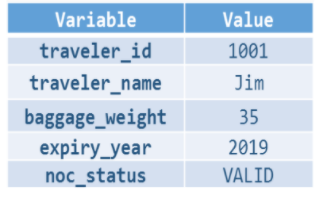 Variable Value
traveler_id 1001
traveler_name Jim
baggage_weight 35
expiry_year 2019
noc_status VALID